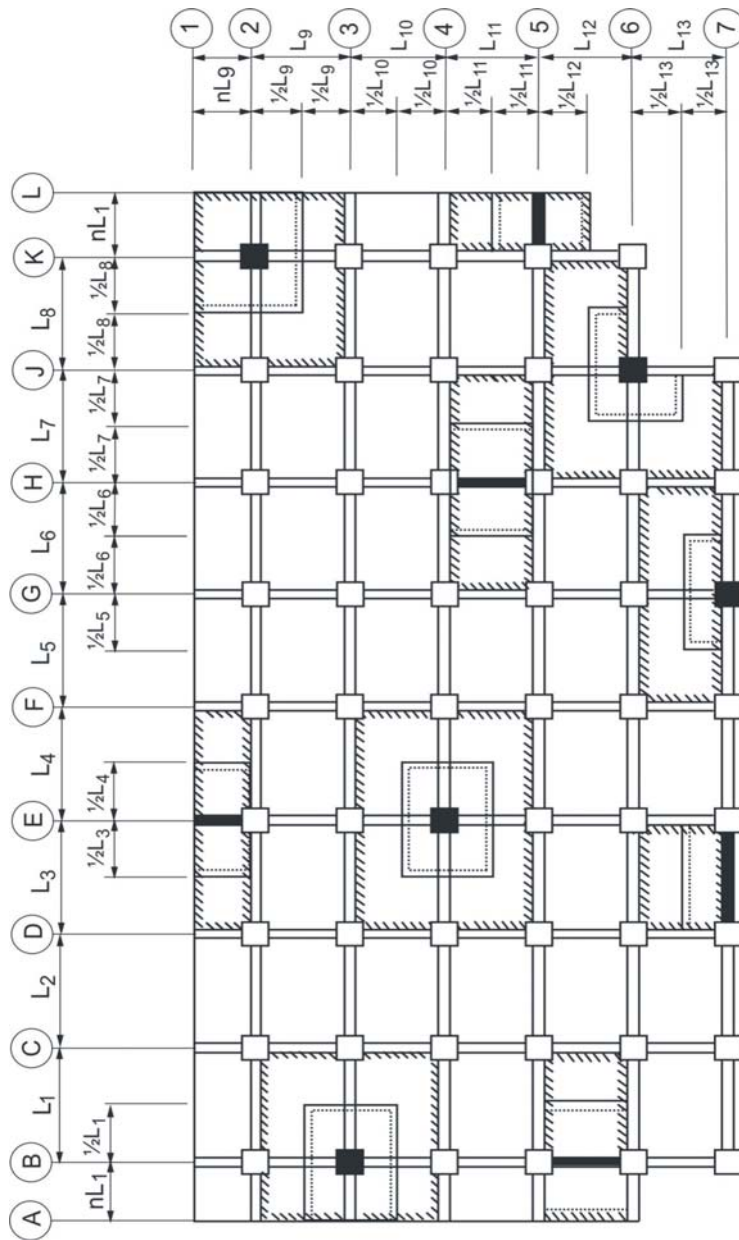 A B C D E F G H J K L
L1 L2 L3 L4 L5 L6 L7 L8
nL1 ½L1 ½L3 ½L4 ½L5 ½L6 ½L6 ½L7 ½L7 ½L8 ½L8 nL1
1 2 3 4 5 6 7
L9 L10 L11 L12 L13
nL9 ½L9 ½L9 ½L10 ½L10 ½L11 ½L11 ½L12 ½L13 ½L13